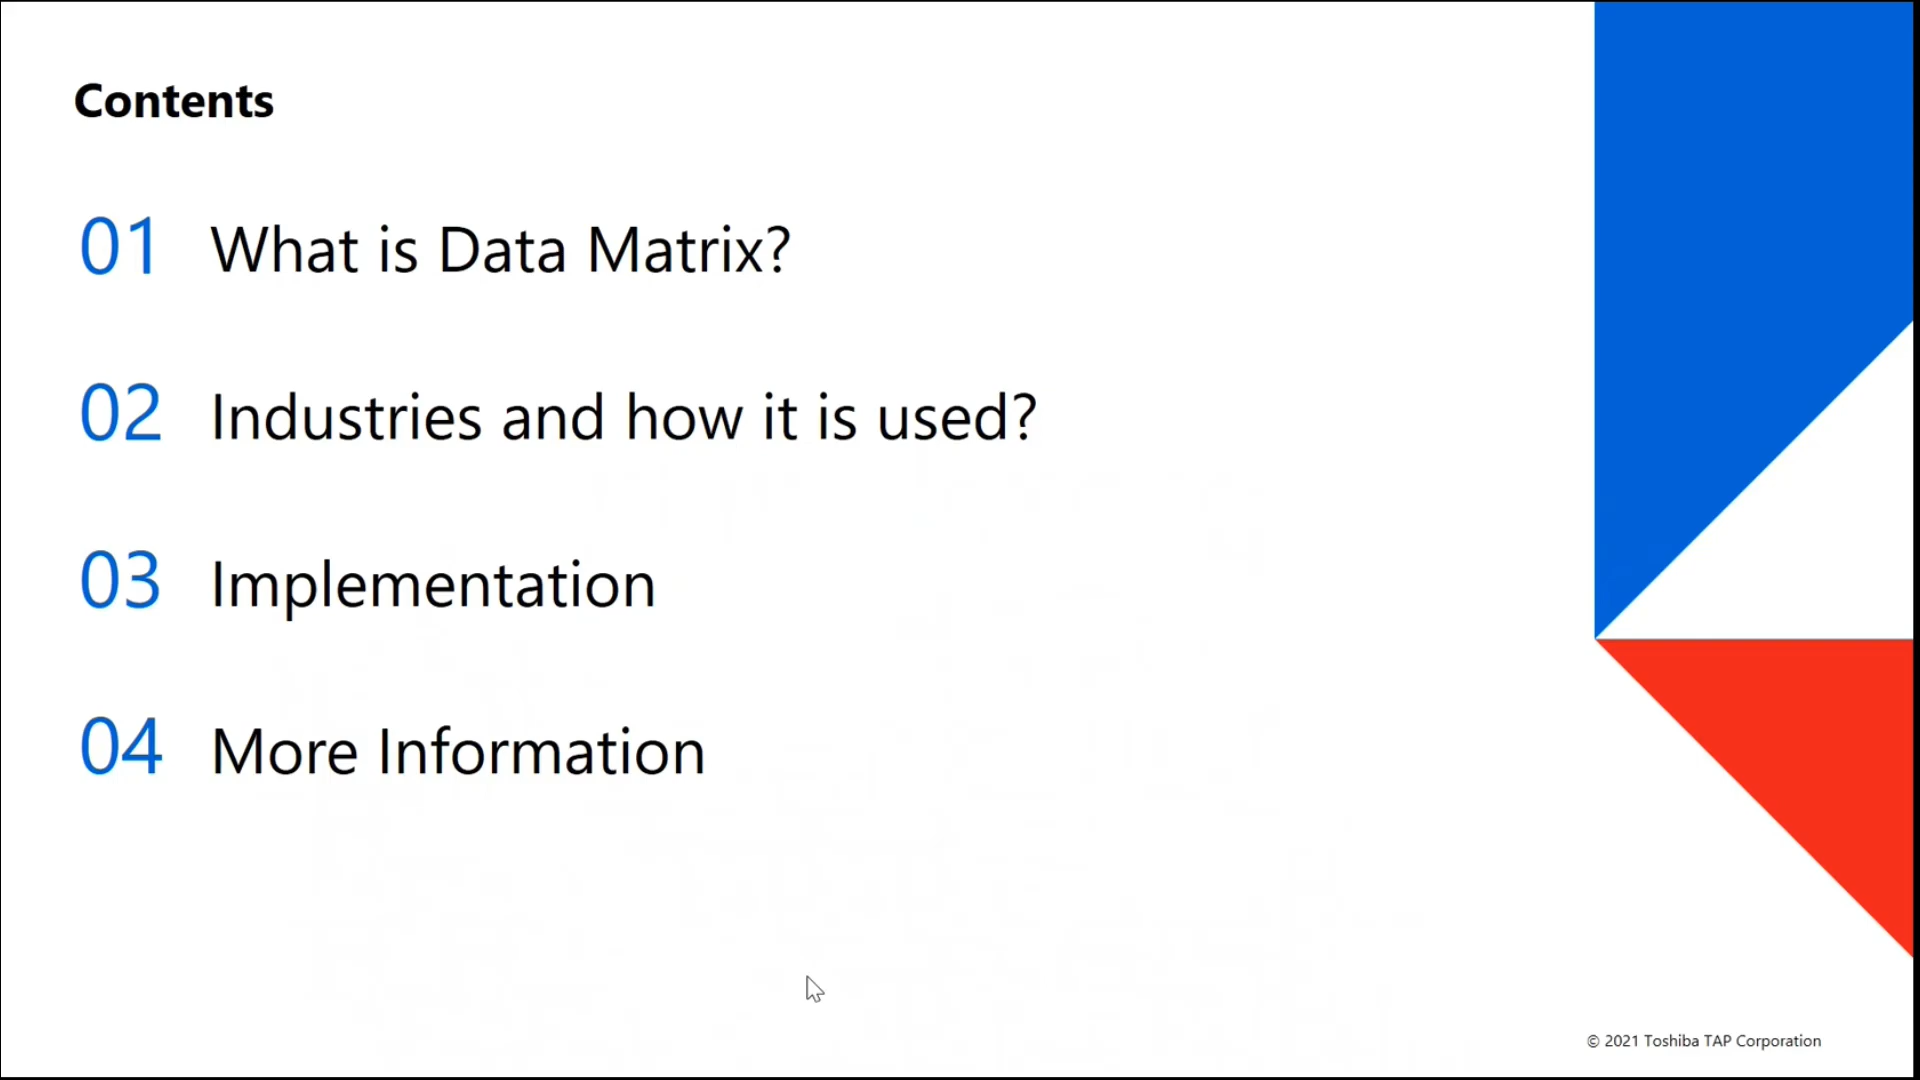 Contents
01 What is Data Matrix?
02 Industries and how it is used?
03 Implementation
04 More Information
© 2021 Toshiba TAP Corporation